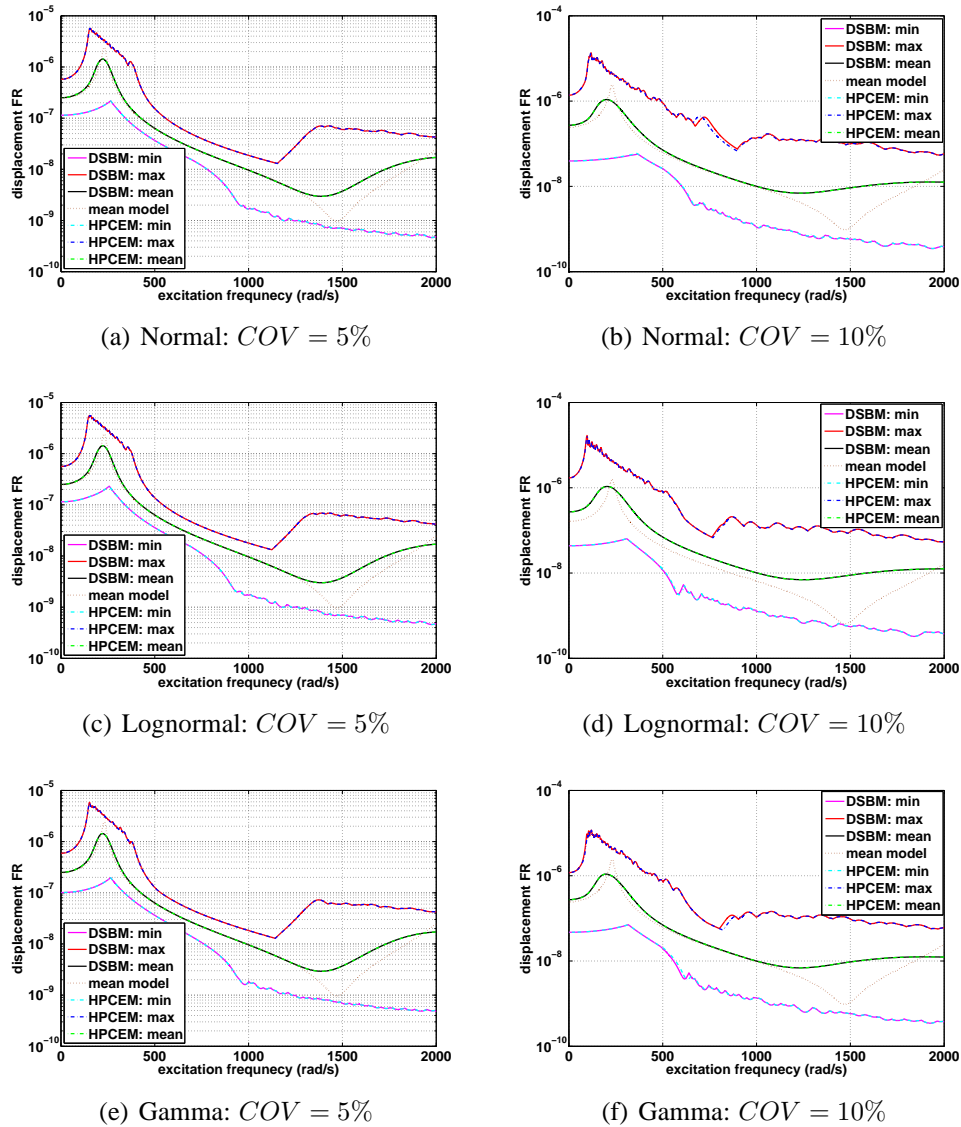 10^−5
10^−6
10^−7
10^−8
10^−9
10^−10
displacement FR
DSBM: min
DSBM: max
DSBM: mean
mean model
HPCEM: min
HPCEM: max
HPCEM: mean
0 500 1000 1500 2000
excitation frequnecy (rad/s)
(a) Normal: COV = 5%
10^−4
10^−6
10^−8
10^−10
displacement FR
DSBM: min
DSBM: max
DSBM: mean
mean model
HPCEM: min
HPCEM: max
HPCEM: mean
0 500 1000 1500 2000
excitation frequnecy (rad/s)
(b) Normal: COV = 10%
10^−5
10^−6
10^−7
10^−8
10^−9
10^−10
displacement FR
DSBM: min
DSBM: max
DSBM: mean
mean model
HPCEM: min
HPCEM: max
HPCEM: mean
0 500 1000 1500 2000
excitation frequnecy (rad/s)
(c) Lognormal: COV = 5%
10^−4
10^−6
10^−8
10^−10
displacement FR
DSBM: min
DSBM: max
DSBM: mean
mean model
HPCEM: min
HPCEM: max
HPCEM: mean
0 500 1000 1500 2000
excitation frequnecy (rad/s)
(d) Lognormal: COV = 10%
10^−5
10^−6
10^−7
10^−8
10^−9
10^−10
displacement FR
DSBM: min
DSBM: max
DSBM: mean
mean model
HPCEM: min
HPCEM: max
HPCEM: mean
0 500 1000 1500 2000
excitation frequnecy (rad/s)
(e) Gamma: COV = 5%
10^−4
10^−6
10^−8
10^−10
displacement FR
DSBM: min
DSBM: max
DSBM: mean
mean model
HPCEM: min
HPCEM: max
HPCEM: mean
0 500 1000 1500 2000
excitation frequnecy (rad/s)
(f) Gamma: COV = 10%